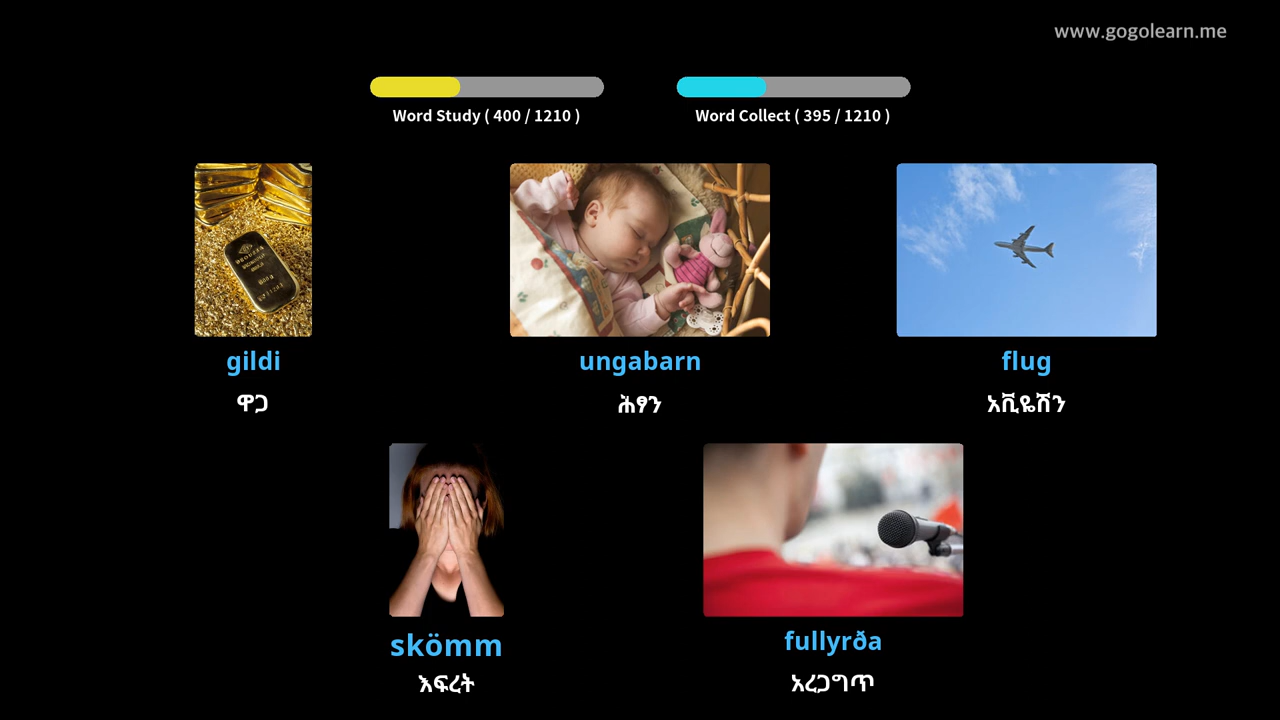 www.gogolearn.me
Word Study ( 400 / 1210 )
Word Collect ( 395 / 1210 )
gildi
ዋጋ
ungabarn
ሕፃን
flug
አቪዬሽን
skömm
እፍረት
fullyrða
አረጋግጥ